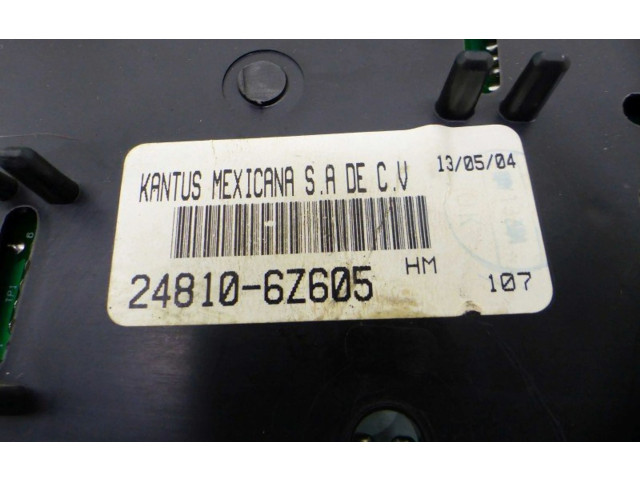 KANTUS MEXICANA S.A DE C.V 13/05/04
24810-6Z605 HM 107